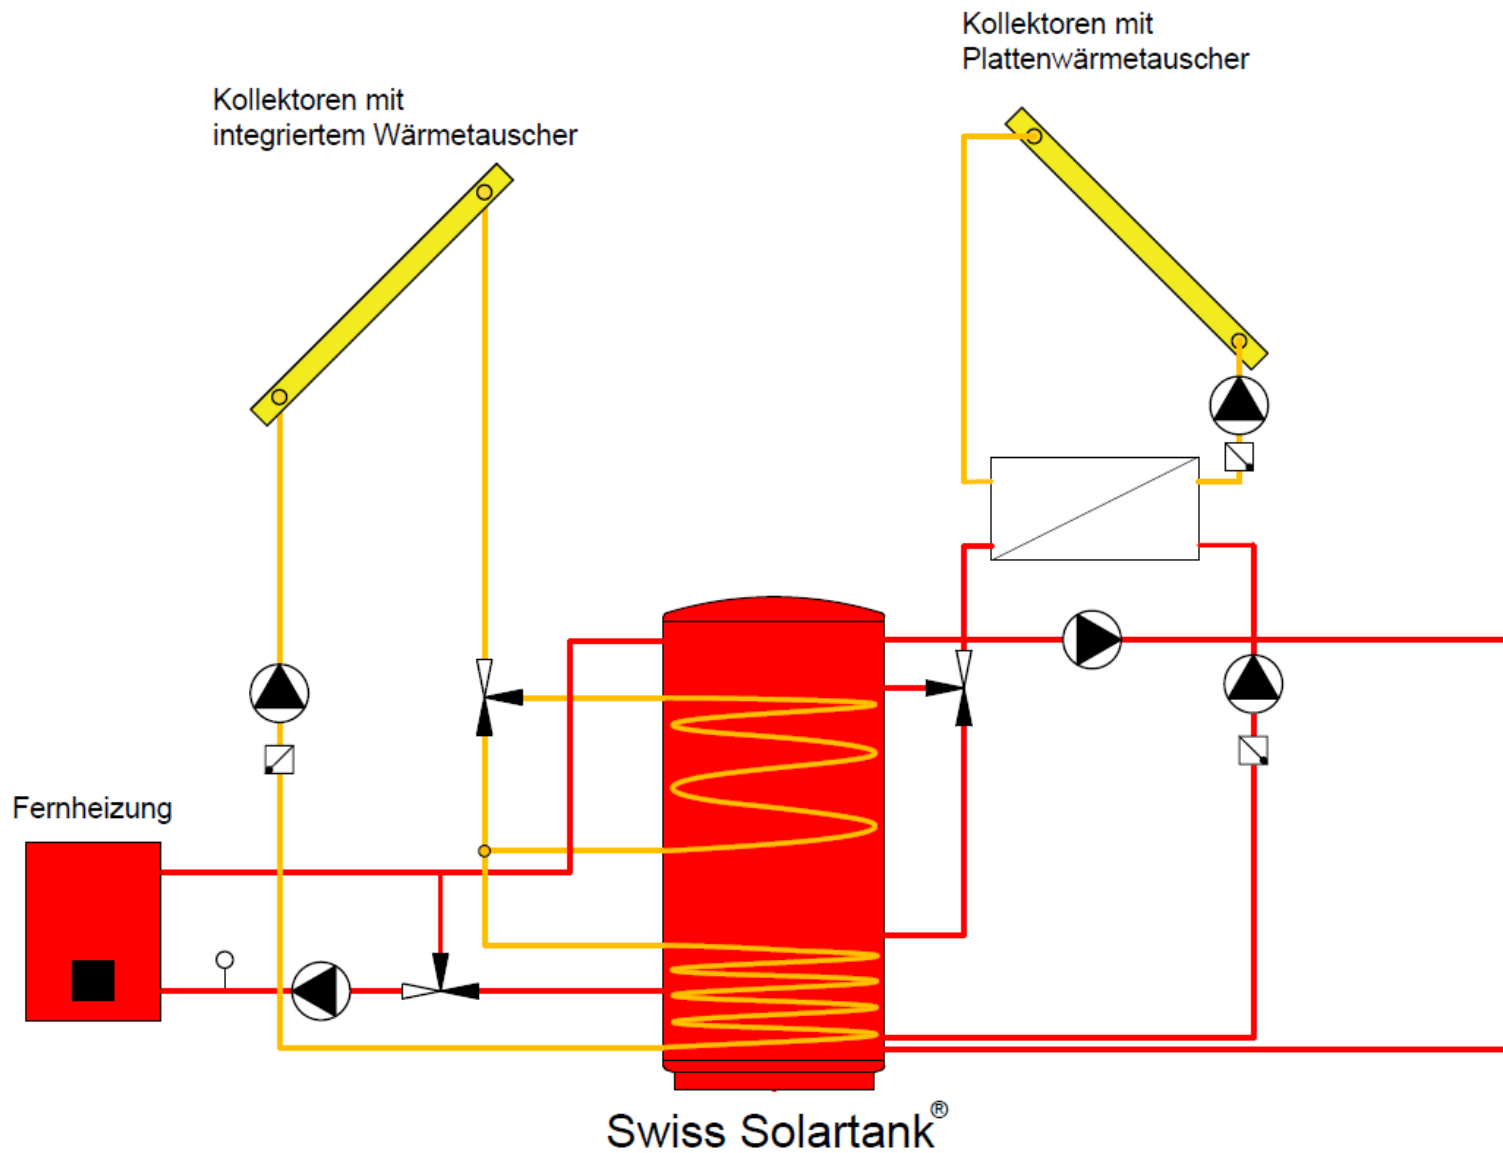 Kollektoren mit
Plattenwärmetauscher
Kollektoren mit
integriertem Wärmetauscher
Fernheizung
Swiss Solartank®